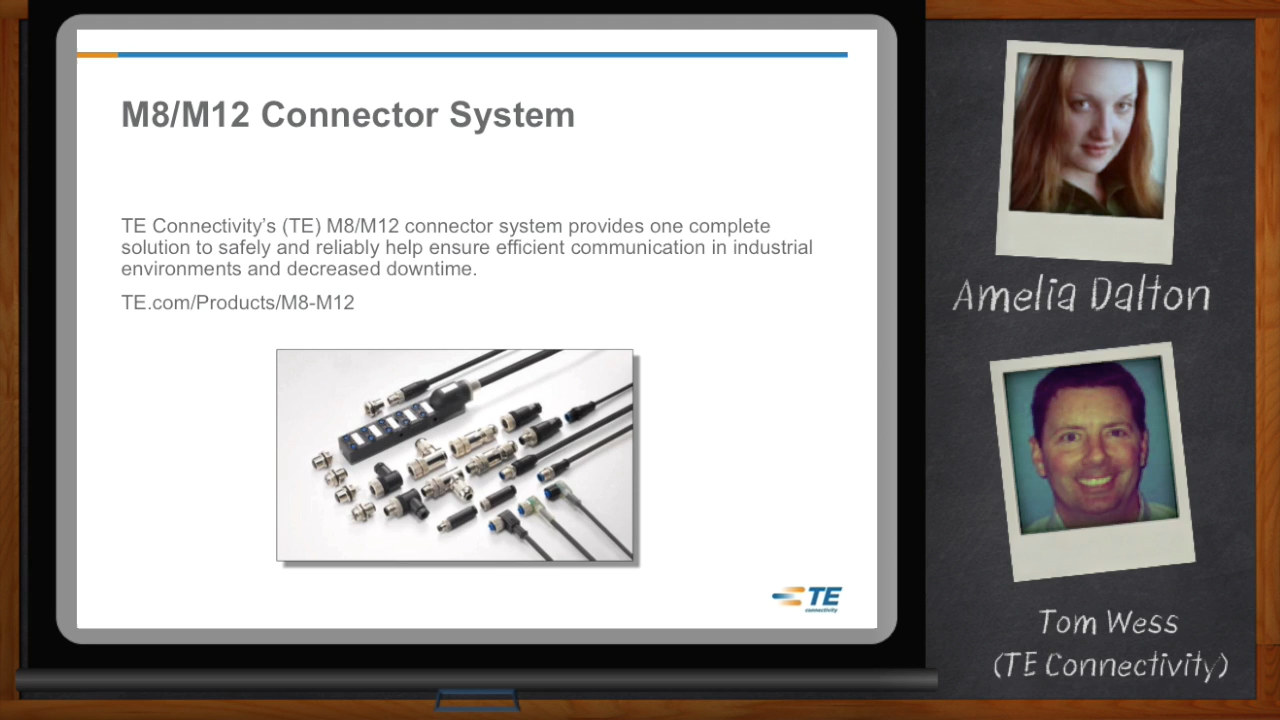 M8/M12 Connector System
TE Connectivity’s (TE) M8/M12 connector system provides one complete
solution to safely and reliably help ensure efficient communication in industrial
environments and decreased downtime.
TE.com/Products/M8-M12
TE
connectivity
Amelia Dalton
Tom Wess
(TE Connectivity)